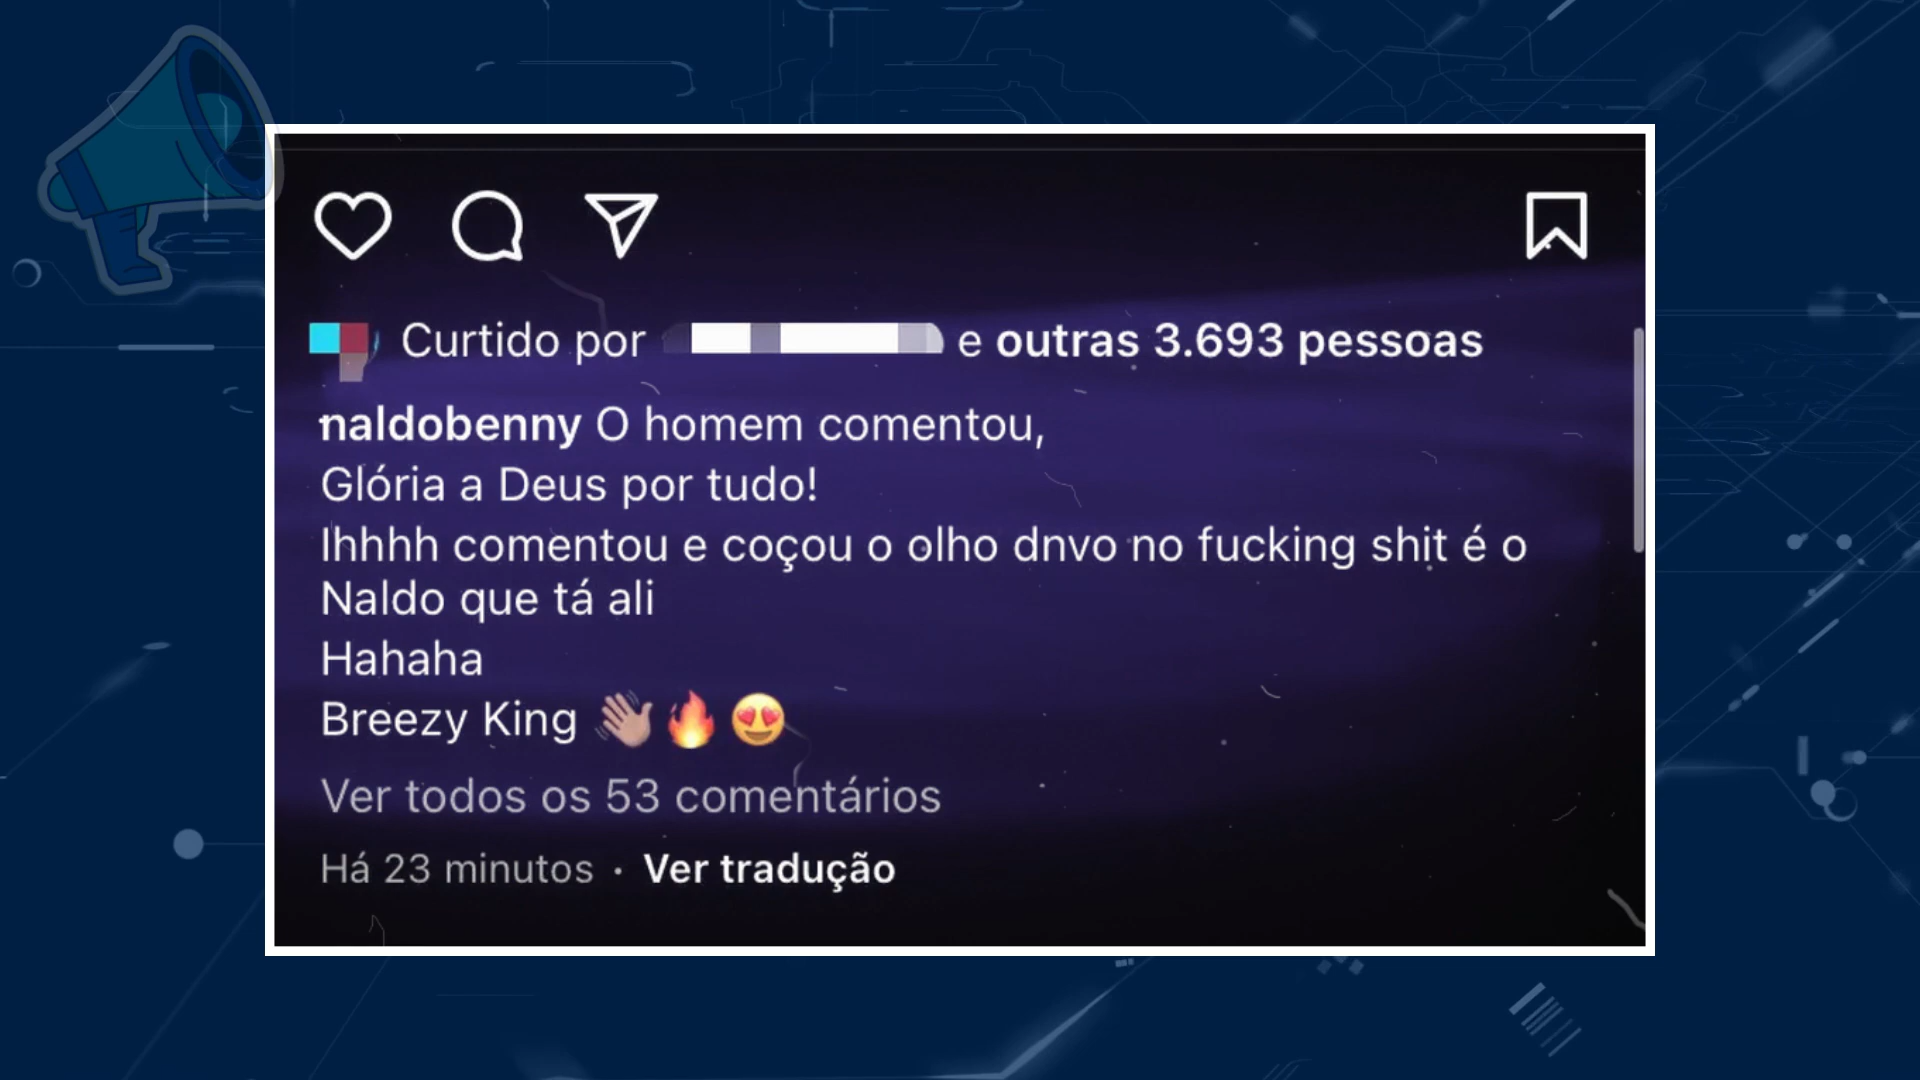 Curtido por e outras 3.693 pessoas
naldobenny O homem comentou,
Glória a Deus por tudo!
Ihhhh comentou e coçou o olho dnvo no fucking shit é o
Naldo que tá ali
Hahaha
Breezy King 👋🏽🔥😍
Ver todos os 53 comentários
Há 23 minutos · Ver tradução